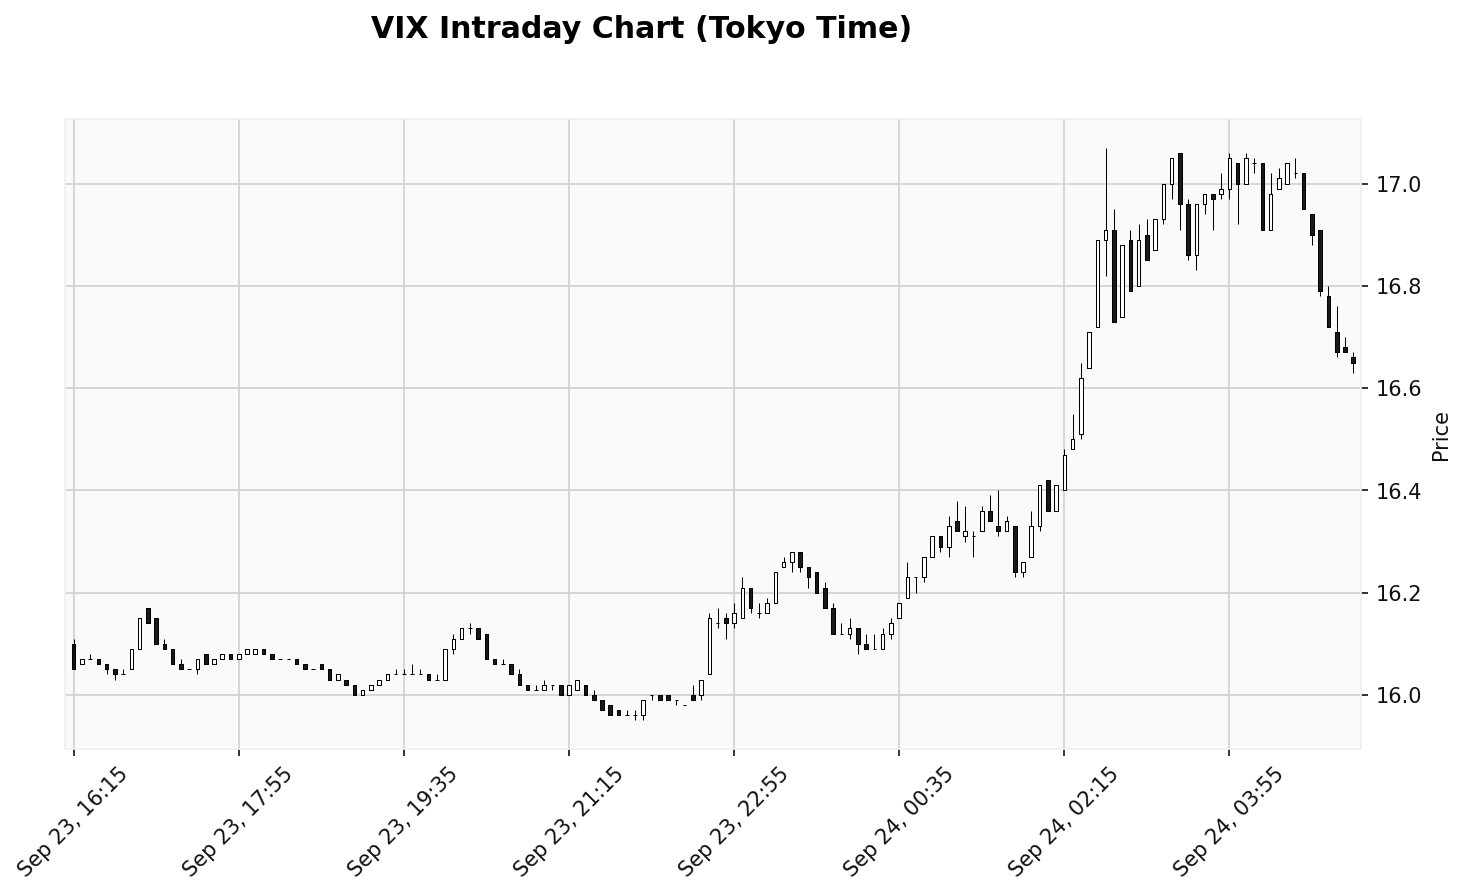 VIX Intraday Chart (Tokyo Time)
17.0
16.8
16.6
16.4
16.2
16.0
Price
Sep 23, 16:15
Sep 23, 17:55
Sep 23, 19:35
Sep 23, 21:15
Sep 23, 22:55
Sep 24, 00:35
Sep 24, 02:15
Sep 24, 03:55